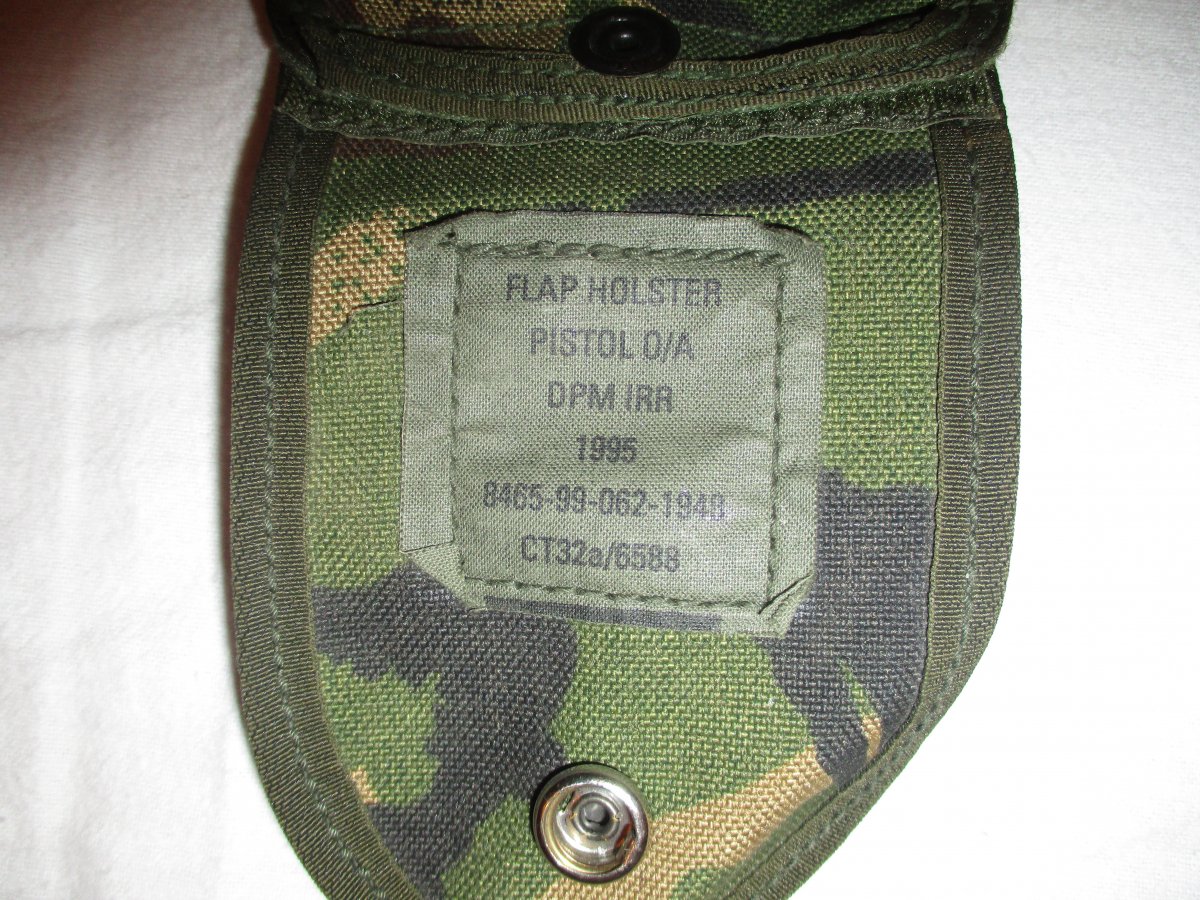 FLAP HOLSTER
PISTOL O/A
DPM IRR
1995
8465-99-062-1940
CT32a/6588